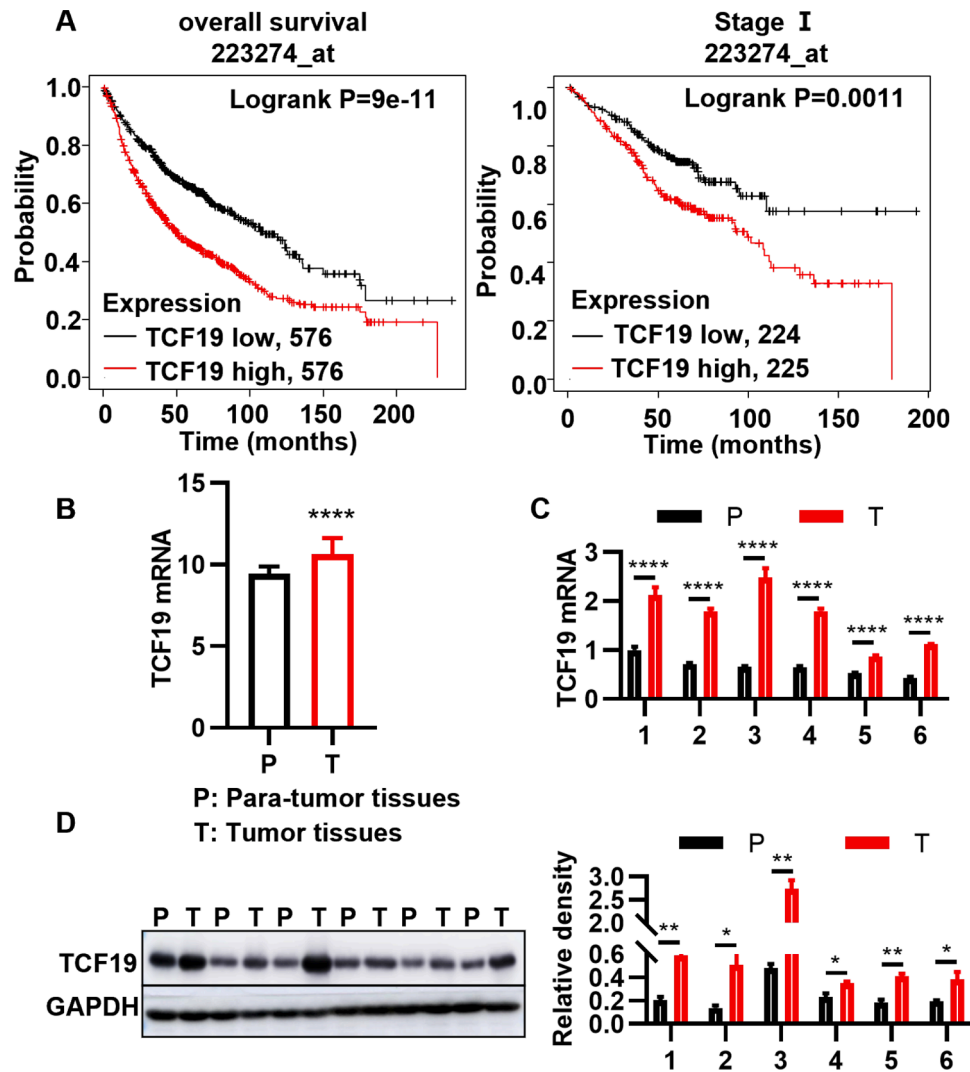 A
overall survival
223274_at
Logrank P=9e-11
1.0
0.8
0.6
0.4
0.2
0.0
Probability
Expression
TCF19 low, 576
TCF19 high, 576
0 50 100 150 200
Time (months)
Stage I
223274_at
Logrank P=0.0011
1.0
0.8
0.6
0.4
0.2
0.0
Probability
Expression
TCF19 low, 224
TCF19 high, 225
0 50 100 150 200
Time (months)
B
TCF19 mRNA
15
10
5
0
****
P T
P: Para-tumor tissues
T: Tumor tissues
C
P T
TCF19 mRNA
3
2
1
0
**** **** **** **** **** ****
1 2 3 4 5 6
D
P T P T P T P T P T P T
TCF19
GAPDH
P T
Relative density
3.0
2.5
2.0
0.6
0.4
0.2
0.0
** * ** * ** *
1 2 3 4 5 6